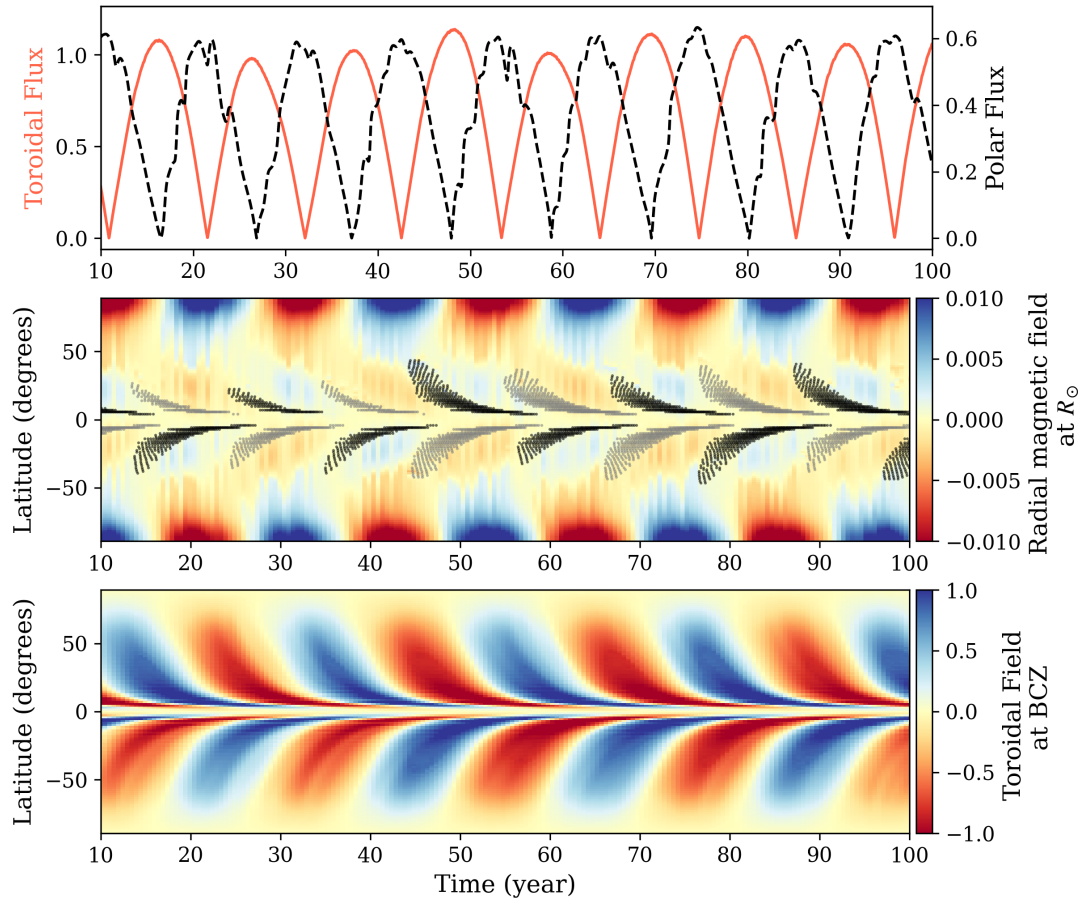 Toroidal Flux
1.0
0.5
0.0
0.6
0.4
0.2
0.0
Polar Flux
10 20 30 40 50 60 70 80 90 100
Latitude (degrees)
50
0
−50
0.010
0.005
0.000
−0.005
−0.010
Radial magnetic field
at R⊙
10 20 30 40 50 60 70 80 90 100
Latitude (degrees)
50
0
−50
1.0
0.5
0.0
−0.5
−1.0
Toroidal Field
at BCZ
10 20 30 40 50 60 70 80 90 100
Time (year)